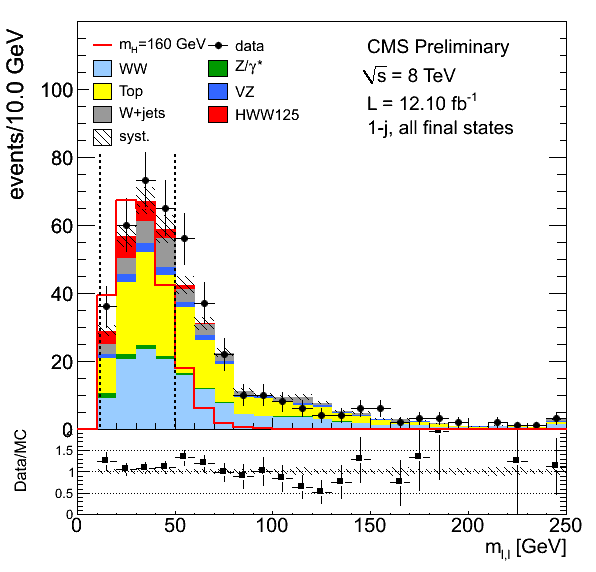 events/10.0 GeV
100
80
60
40
20
0
m_H=160 GeV
data
WW
Z/γ*
Top
VZ
W+jets
HWW125
syst.
CMS Preliminary
√s = 8 TeV
L = 12.10 fb⁻¹
1-j, all final states
Data/MC
2
1.5
1
0.5
0
0 50 100 150 200 250
m_l,l [GeV]